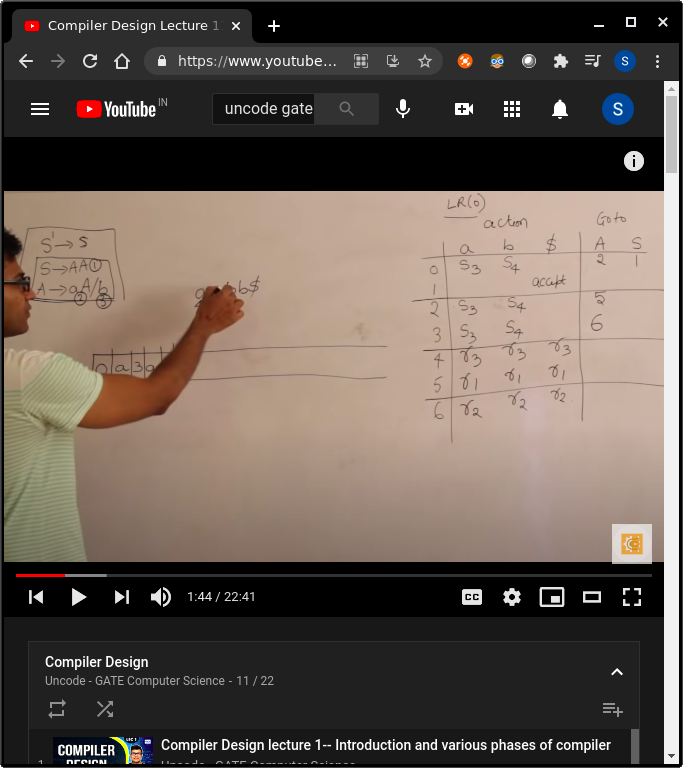 Compiler Design Lecture 1
https://www.youtube...
S
YouTube IN
uncode gate
S
LR(0)
action Goto
a b $ A S
0 S3 S4 2 1
1 accept
2 S3 S4 5
3 S3 S4 6
4 r3 r3 r3
5 r1 r1 r1
6 r2 r2 r2
S' → S
S → AA ①
A → aA/b
② ③
b$
0 a 3 a
1:44 / 22:41
CC
Compiler Design
Uncode - GATE Computer Science - 11 / 22
1
COMPILER
DESIGN
LEC 1
Compiler Design lecture 1-- Introduction and various phases of compiler
Uncode - GATE Computer Science